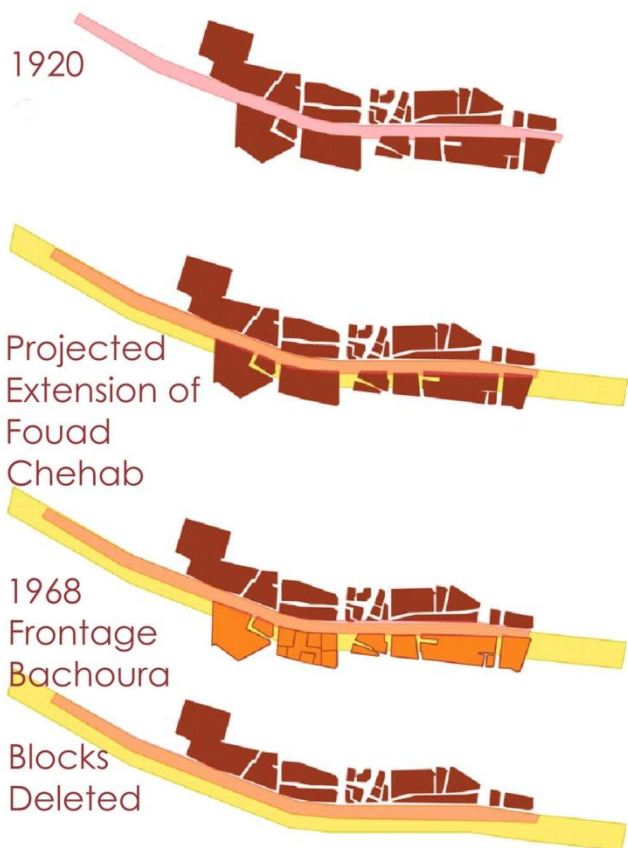 1920
Projected
Extension of
Fouad
Chehab
1968
Frontage
Bachoura
Blocks
Deleted